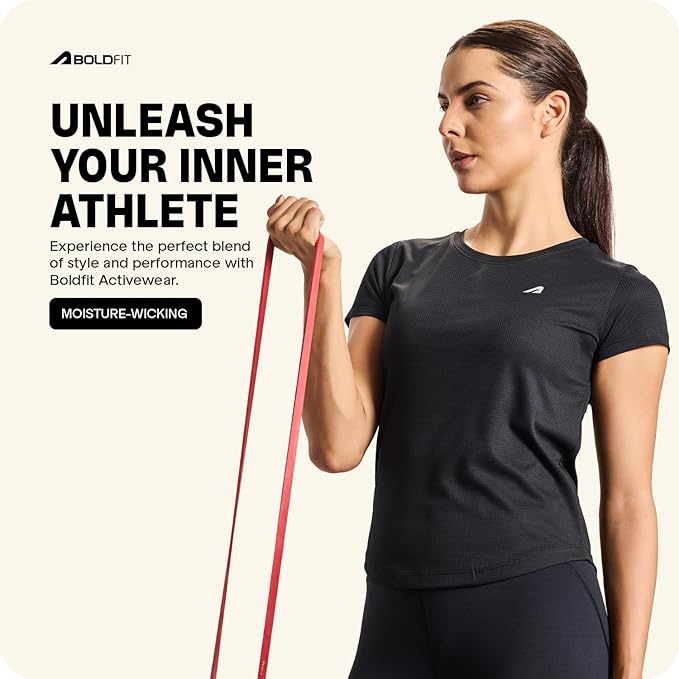 BOLDFIT
UNLEASH
YOUR INNER
ATHLETE
Experience the perfect blend
of style and performance with
Boldfit Activewear.
MOISTURE-WICKING